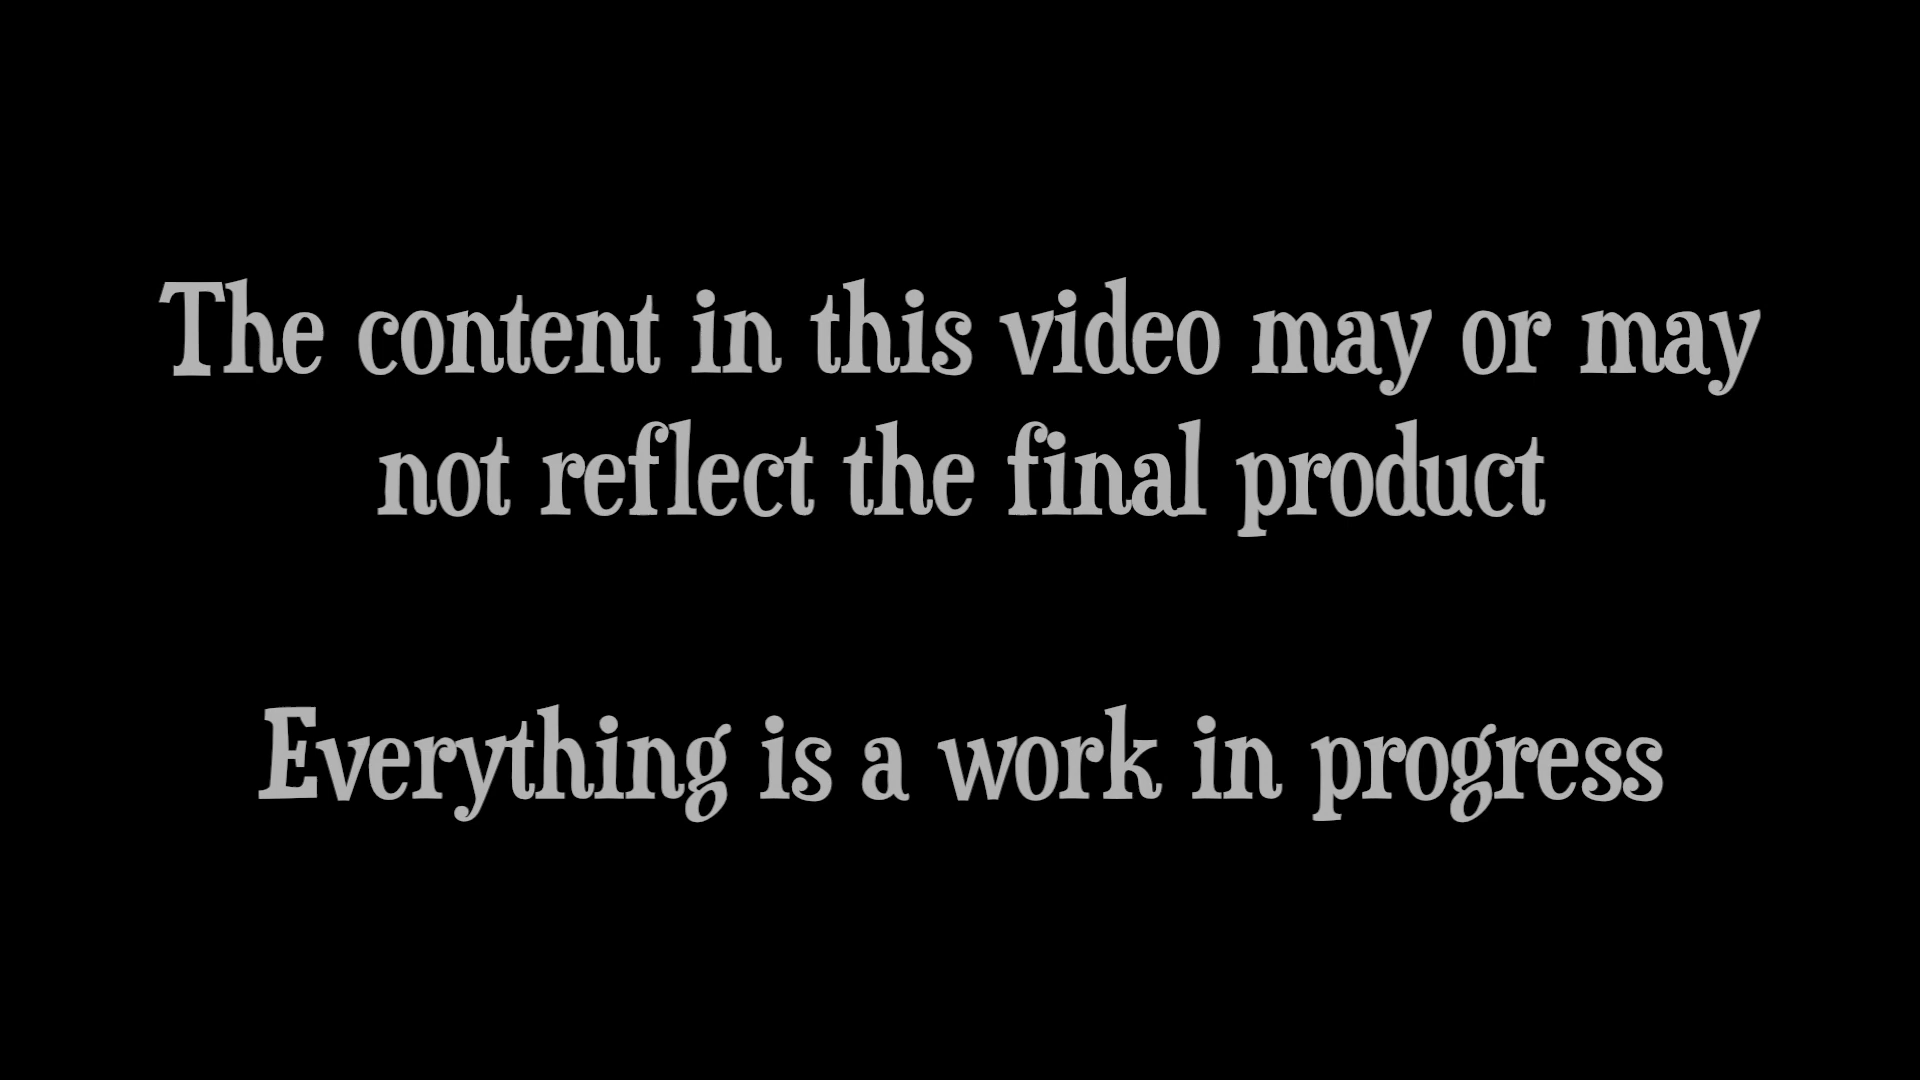 The content in this video may or may
not reflect the final product
Everything is a work in progress